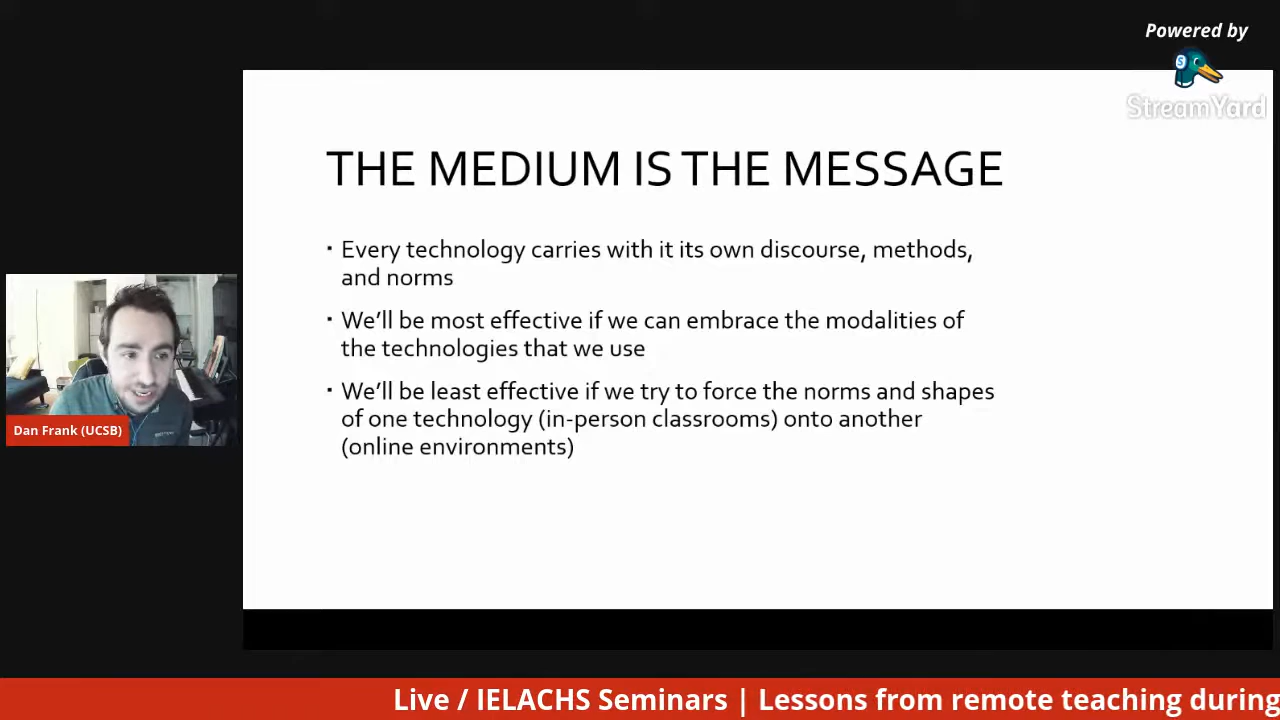 Powered by
StreamYard
THE MEDIUM IS THE MESSAGE
▪ Every technology carries with it its own discourse, methods,
and norms
▪ We'll be most effective if we can embrace the modalities of
the technologies that we use
▪ We'll be least effective if we try to force the norms and shapes
of one technology (in-person classrooms) onto another
(online environments)
Dan Frank (UCSB)
Live / IELACHS Seminars | Lessons from remote teaching during